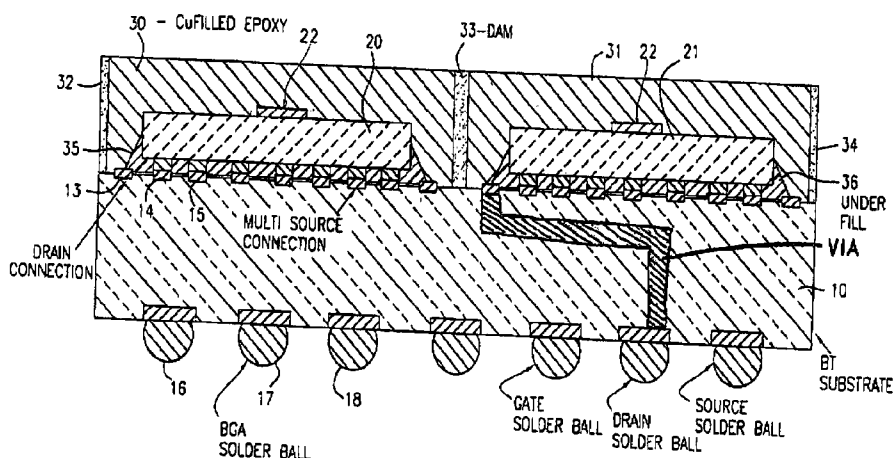 30 - CuFILLED EPOXY
22
20
33-DAM
31
22
21
32
34
35
13
14
15
36 UNDER
FILL
MULTI SOURCE
CONNECTION
DRAIN
CONNECTION
VIA
10
BT
SUBSTRATE
16
17
18
BGA
SOLDER BALL
GATE
SOLDER BALL
DRAIN
SOLDER BALL
SOURCE
SOLDER BALL